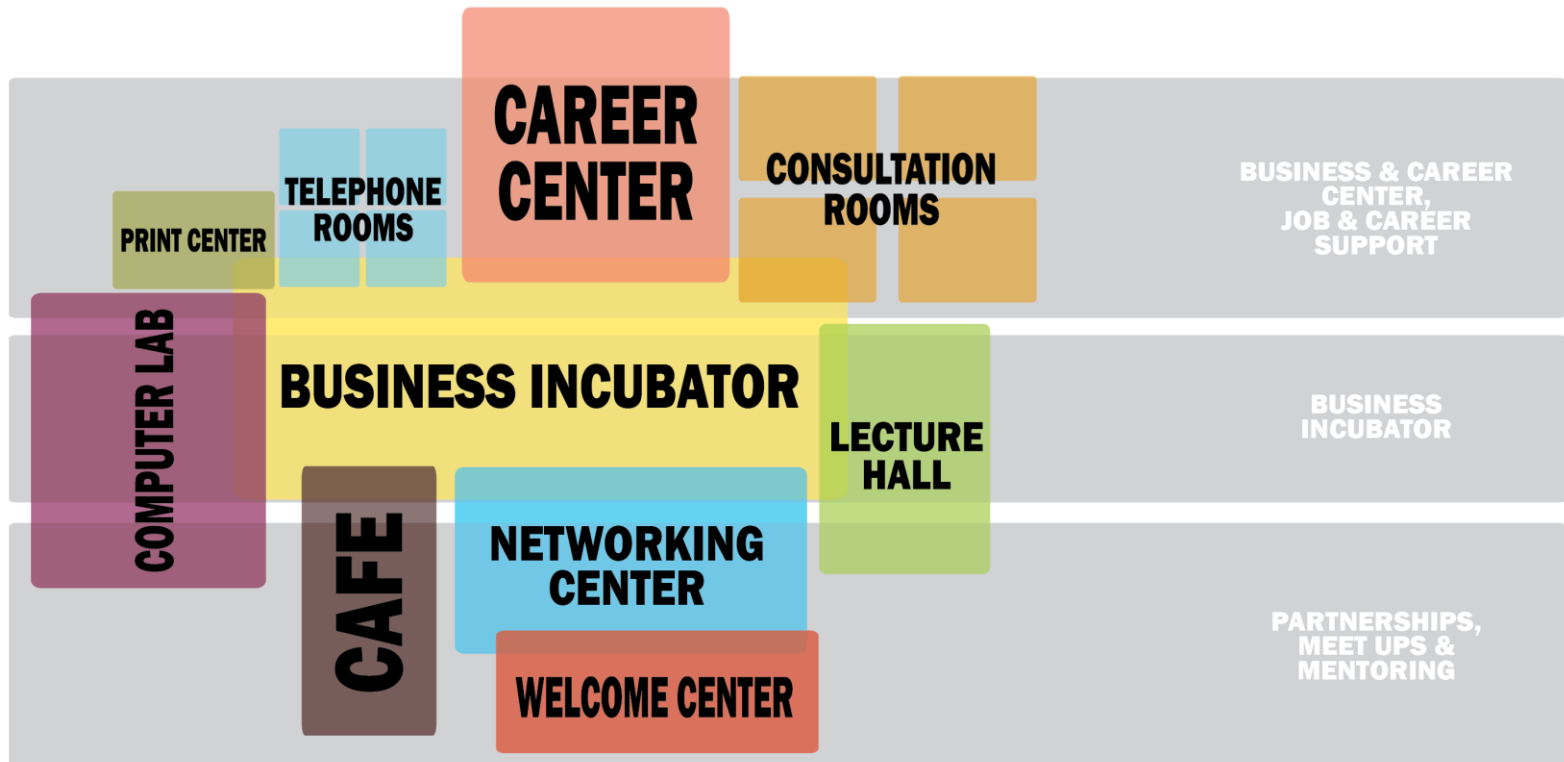 CAREER
CENTER
CONSULTATION
ROOMS
TELEPHONE
ROOMS
PRINT CENTER
BUSINESS & CAREER
CENTER,
JOB & CAREER
SUPPORT
COMPUTER LAB
BUSINESS INCUBATOR
LECTURE
HALL
BUSINESS
INCUBATOR
CAFE
NETWORKING
CENTER
WELCOME CENTER
PARTNERSHIPS,
MEET UPS &
MENTORING